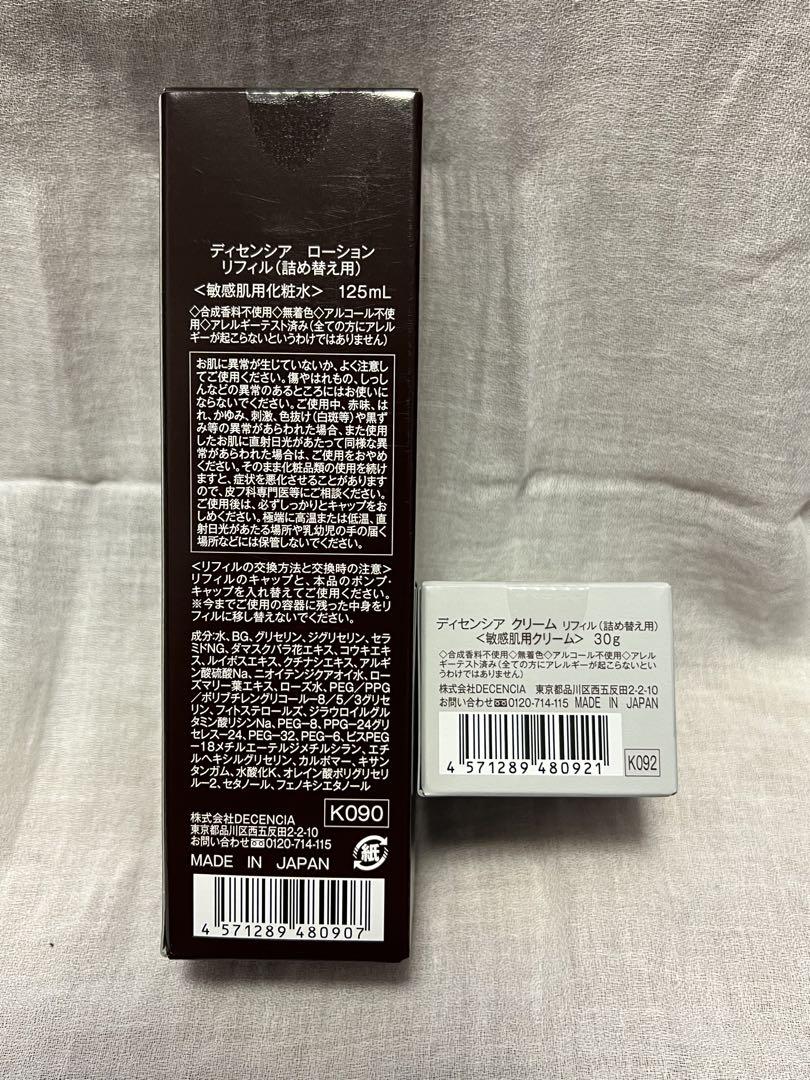 ディセンシア ローション
リフィル(詰め替え用)
<敏感肌用化粧水> 125mL
◇合成香料不使用◇無着色◇アルコール不使
用◇アレルギーテスト済み(全ての方にアレル
ギーが起こらないというわけではありません)
お肌に異常が生じていないか、よく注意し
てご使用ください。傷やはれもの、しっし
んなどの異常のあるところにはお使いに
ならないでください。ご使用中、赤味、は
れ、かゆみ、刺激、色抜け(白斑等)や黒ず
み等の異常があらわれた場合、また使用
したお肌に直射日光があたって同様な異
常があらわれた場合は、ご使用をおやめ
ください。そのまま化粧品類の使用を続け
ますと、症状を悪化させることがあります
ので、皮フ科専門医等にご相談ください。
ご使用後は、必ずしっかりとキャップをお
しめください。極端に高温または低温、直
射日光があたる場所や乳幼児の手の届く
場所などには保管しないでください。
<リフィルの交換方法と交換時の注意>
リフィルのキャップと、本品のポンプ・
キャップを入れ替えてご使用ください。
※今までご使用の容器に残った中身をリ
フィルに移し替えないでください。
成分:水、BG、グリセリン、ジグリセリン、セラ
ミドNG、ダマスクバラ花エキス、コウキエキ
ス、ルイボスエキス、クチナシエキス、アルギ
ン酸硫酸Na、ニオイテンジクアオイ水、ロー
ズマリー葉エキス、ローズ水、PEG/PPG
/ポリブチレングリコール-8/5/3グリセ
リン、フィトステロールズ、ジラウロイルグル
タミン酸リシンNa、PEG-8、PPG-24グリ
セレス-24、PEG-32、PEG-6、ビスPEG
-18メチルエーテルジメチルシラン、エチ
ルヘキシルグリセリン、カルボマー、キサン
タンガム、水酸化K、オレイン酸ポリグリセリ
ル-2、セタノール、フェノキシエタノール
K090
株式会社DECENCIA
東京都品川区西五反田2-2-10
お問い合わせ 0120-714-115
紙
MADE IN JAPAN
4 571289 480907
ディセンシア クリーム リフィル(詰め替え用)
<敏感肌用クリーム> 30g
◇合成香料不使用◇無着色◇アルコール不使用◇アレル
ギーテスト済み(全ての方にアレルギーが起こらないとい
うわけではありません)
株式会社DECENCIA 東京都品川区西五反田2-2-10
お問い合わせ 0120-714-115 MADE IN JAPAN
4 571289 480921
K092